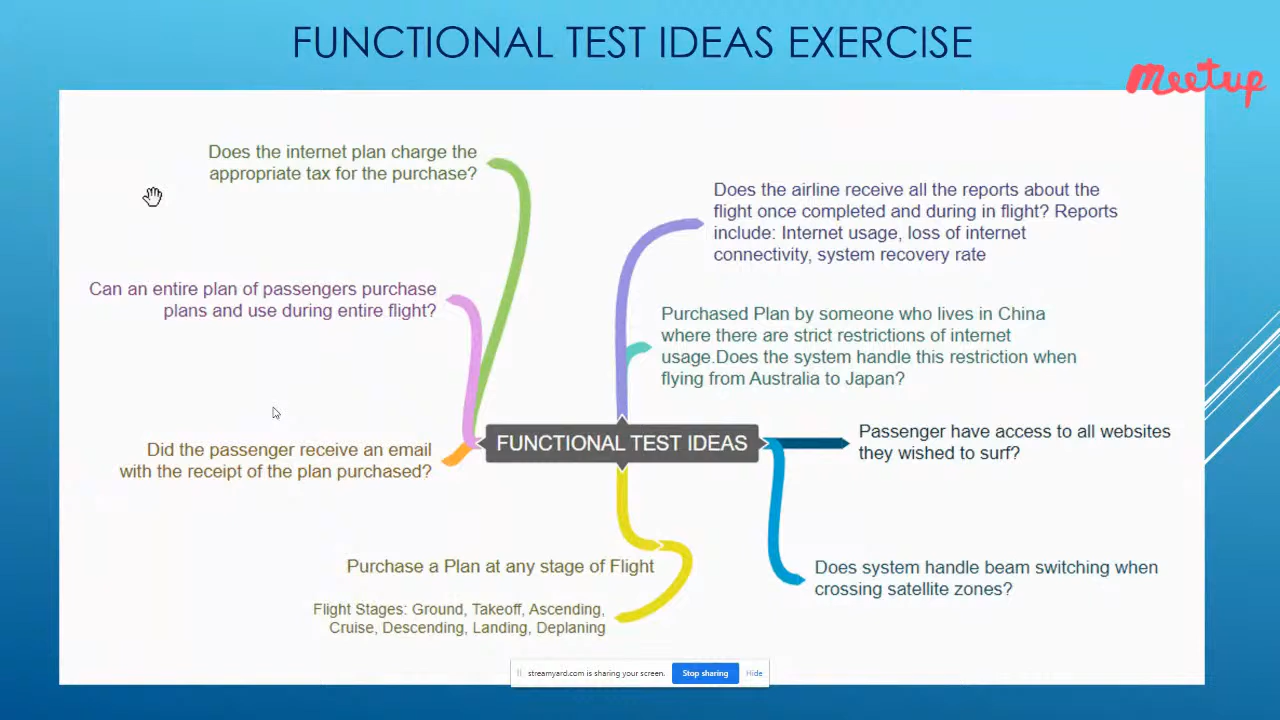 FUNCTIONAL TEST IDEAS EXERCISE
meetup
Does the internet plan charge the
appropriate tax for the purchase?
Does the airline receive all the reports about the
flight once completed and during in flight? Reports
include: Internet usage, loss of internet
connectivity, system recovery rate
Can an entire plan of passengers purchase
plans and use during entire flight?
Purchased Plan by someone who lives in China
where there are strict restrictions of internet
usage.Does the system handle this restriction when
flying from Australia to Japan?
Did the passenger receive an email
with the receipt of the plan purchased?
FUNCTIONAL TEST IDEAS
Passenger have access to all websites
they wished to surf?
Purchase a Plan at any stage of Flight
Flight Stages: Ground, Takeoff, Ascending,
Cruise, Descending, Landing, Deplaning
Does system handle beam switching when
crossing satellite zones?
streamyard.com is sharing your screen.
Stop sharing
Hide